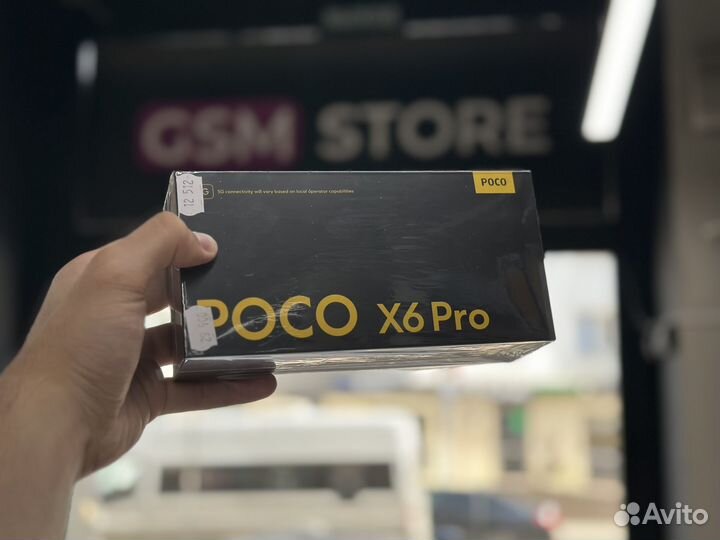 GSM STORE
12 512
G
5G connectivity will vary based on local operator capabilities
POCO
POCO X6 Pro
Avito